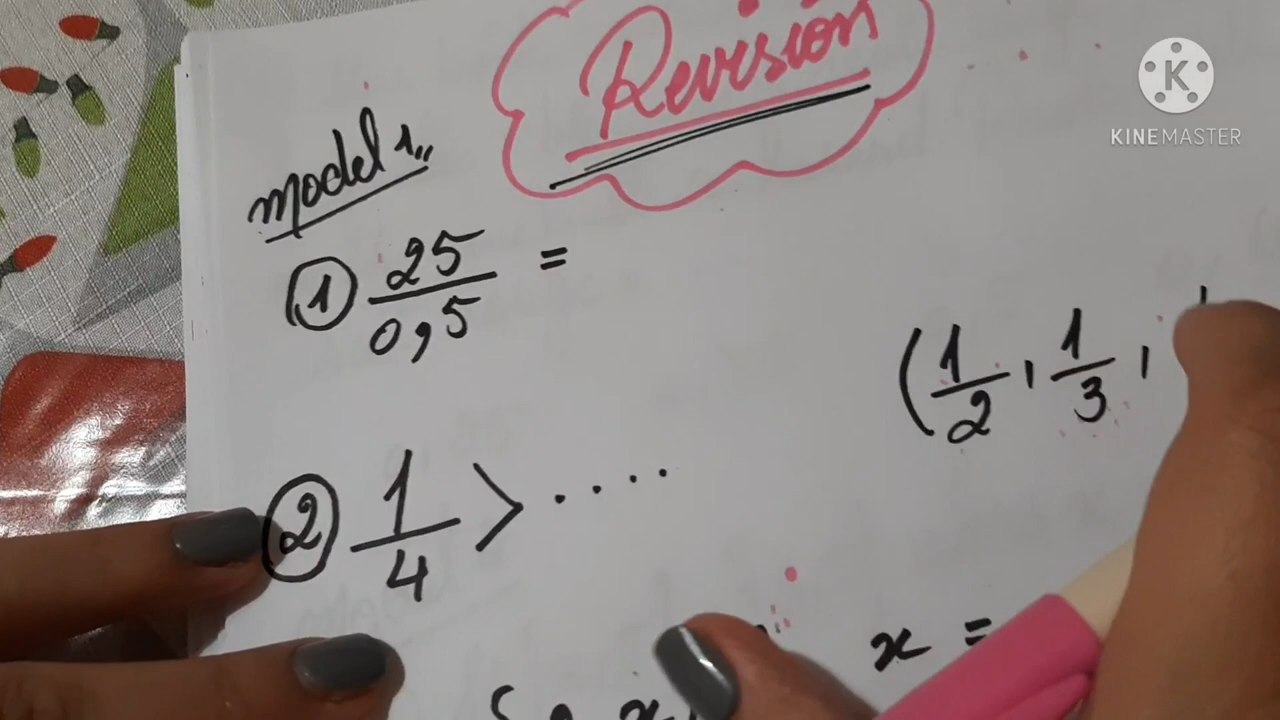 Revision
KINEMASTER
model 1,,
① 25/0,5 =
(1/2, 1/3,
② 1/4 > ....
x =